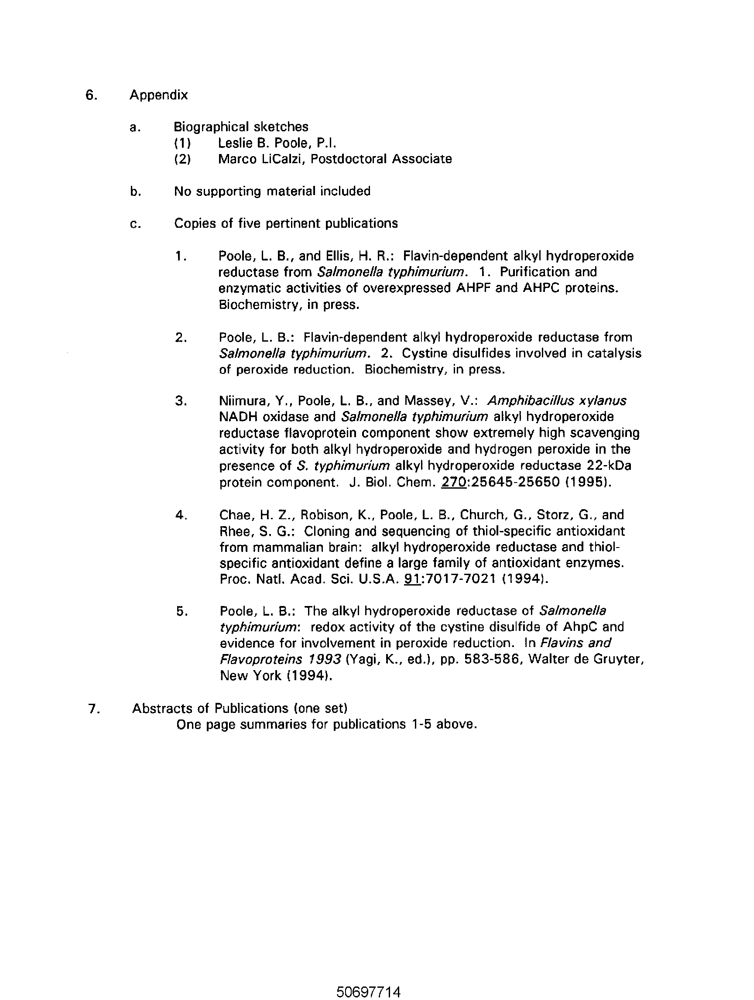 6. Appendix
a. Biographical sketches
(1) Leslie B. Poole, P.I.
(2) Marco LiCalzi, Postdoctoral Associate
b. No supporting material included
c. Copies of five pertinent publications
1. Poole, L. B., and Ellis, H. R.: Flavin-dependent alkyl hydroperoxide
reductase from Salmonella typhimurium. 1. Purification and
enzymatic activities of overexpressed AHPF and AHPC proteins.
Biochemistry, in press.
2. Poole, L. B.: Flavin-dependent alkyl hydroperoxide reductase from
Salmonella typhimurium. 2. Cystine disulfides involved in catalysis
of peroxide reduction. Biochemistry, in press.
3. Niimura, Y., Poole, L. B., and Massey, V.: Amphibacillus xylanus
NADH oxidase and Salmonella typhimurium alkyl hydroperoxide
reductase flavoprotein component show extremely high scavenging
activity for both alkyl hydroperoxide and hydrogen peroxide in the
presence of S. typhimurium alkyl hydroperoxide reductase 22-kDa
protein component. J. Biol. Chem. 270:25645-25650 (1995).
4. Chae, H. Z., Robison, K., Poole, L. B., Church, G., Storz, G., and
Rhee, S. G.: Cloning and sequencing of thiol-specific antioxidant
from mammalian brain: alkyl hydroperoxide reductase and thiol-
specific antioxidant define a large family of antioxidant enzymes.
Proc. Natl. Acad. Sci. U.S.A. 91:7017-7021 (1994).
5. Poole, L. B.: The alkyl hydroperoxide reductase of Salmonella
typhimurium: redox activity of the cystine disulfide of AhpC and
evidence for involvement in peroxide reduction. In Flavins and
Flavoproteins 1993 (Yagi, K., ed.), pp. 583-586, Walter de Gruyter,
New York (1994).
7. Abstracts of Publications (one set)
One page summaries for publications 1-5 above.
50697714